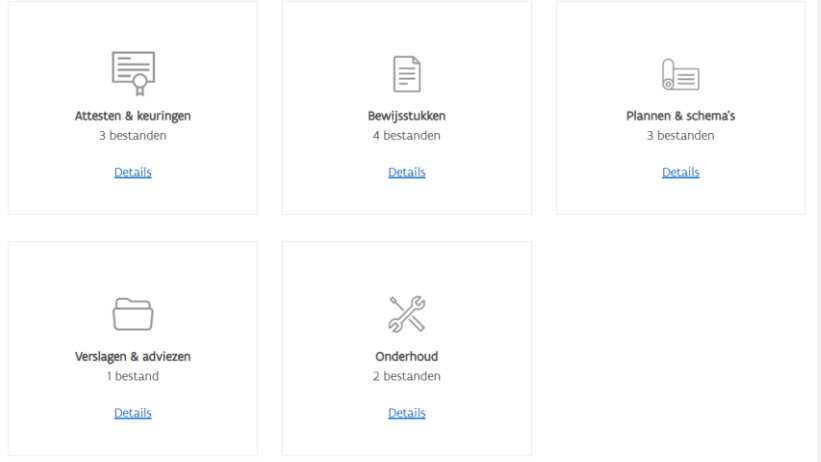 Attesten & keuringen
3 bestanden
Details
Bewijsstukken
4 bestanden
Details
Plannen & schema's
3 bestanden
Details
Verslagen & adviezen
1 bestand
Details
Onderhoud
2 bestanden
Details